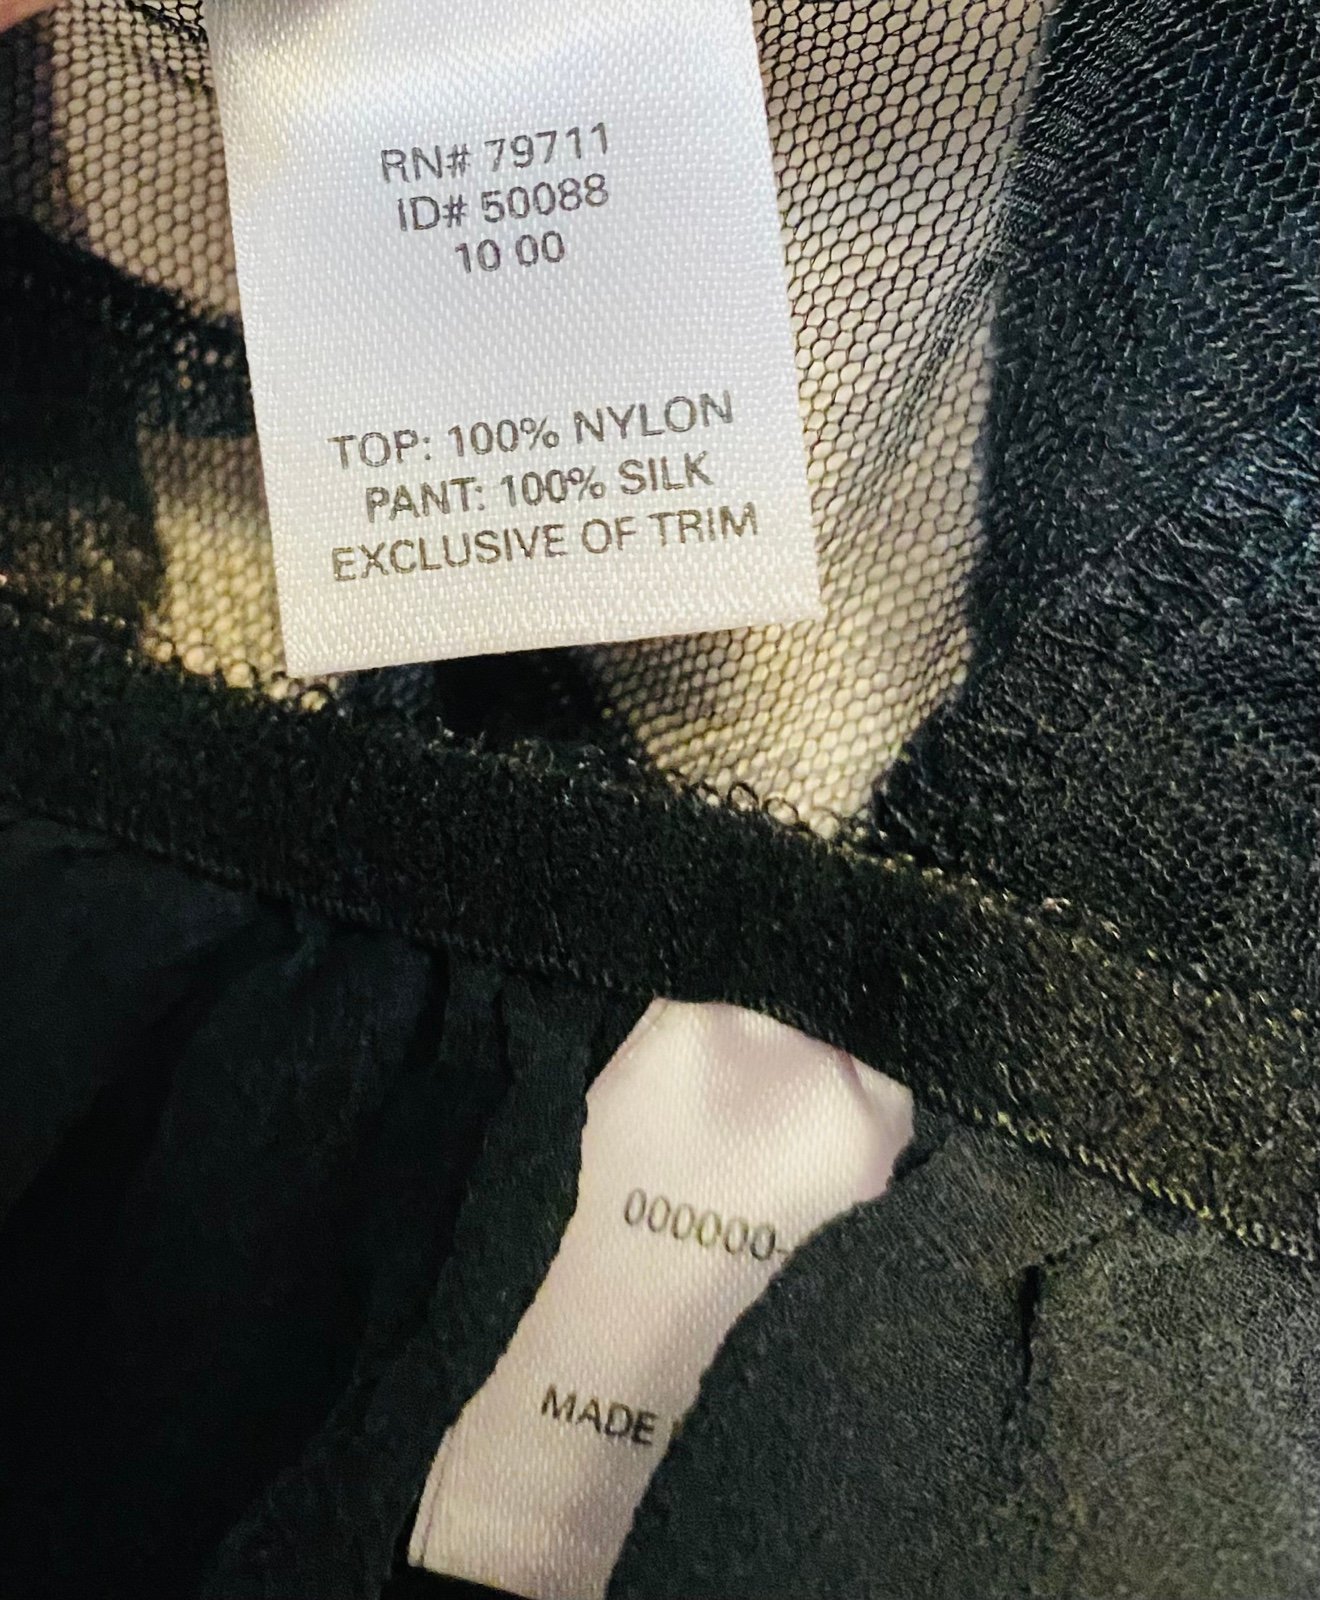 RN# 79711
ID# 50088
10 00
TOP: 100% NYLON
PANT: 100% SILK
EXCLUSIVE OF TRIM
000000-
MADE